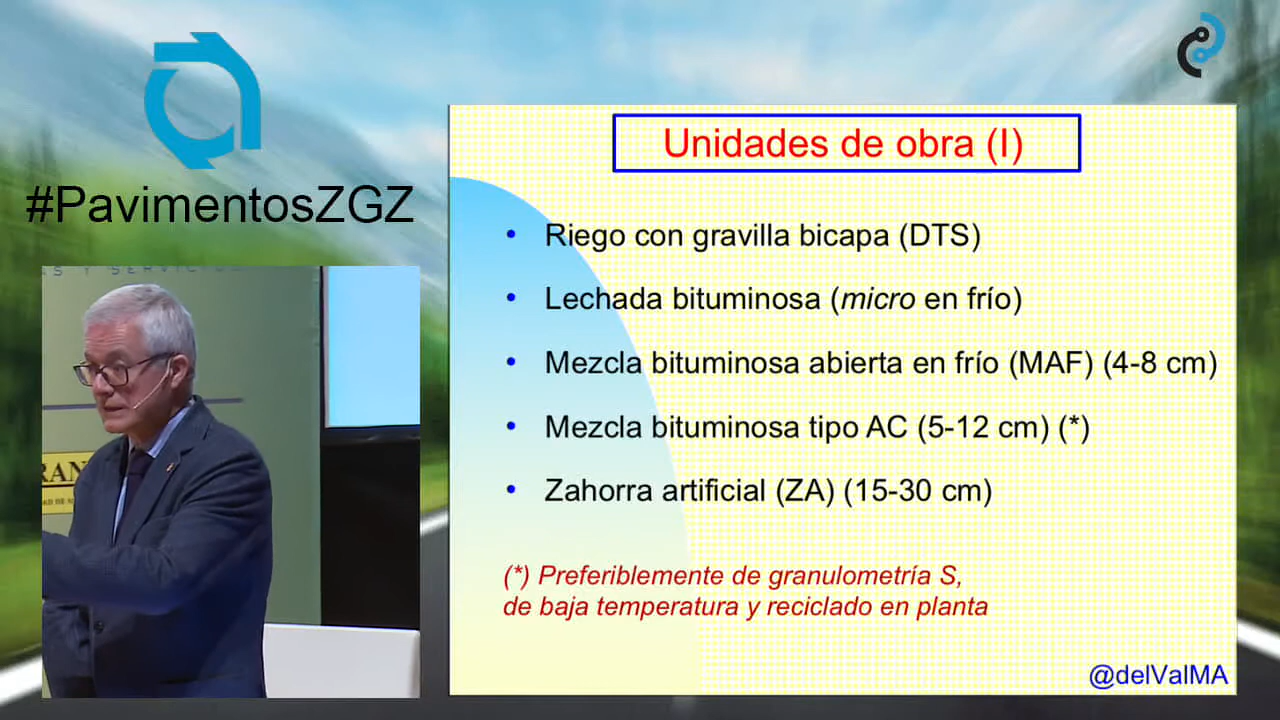 #PavimentosZGZ
Unidades de obra (I)
• Riego con gravilla bicapa (DTS)
• Lechada bituminosa (micro en frío)
• Mezcla bituminosa abierta en frío (MAF) (4-8 cm)
• Mezcla bituminosa tipo AC (5-12 cm) (*)
• Zahorra artificial (ZA) (15-30 cm)
(*) Preferiblemente de granulometría S,
de baja temperatura y reciclado en planta
@delValMA